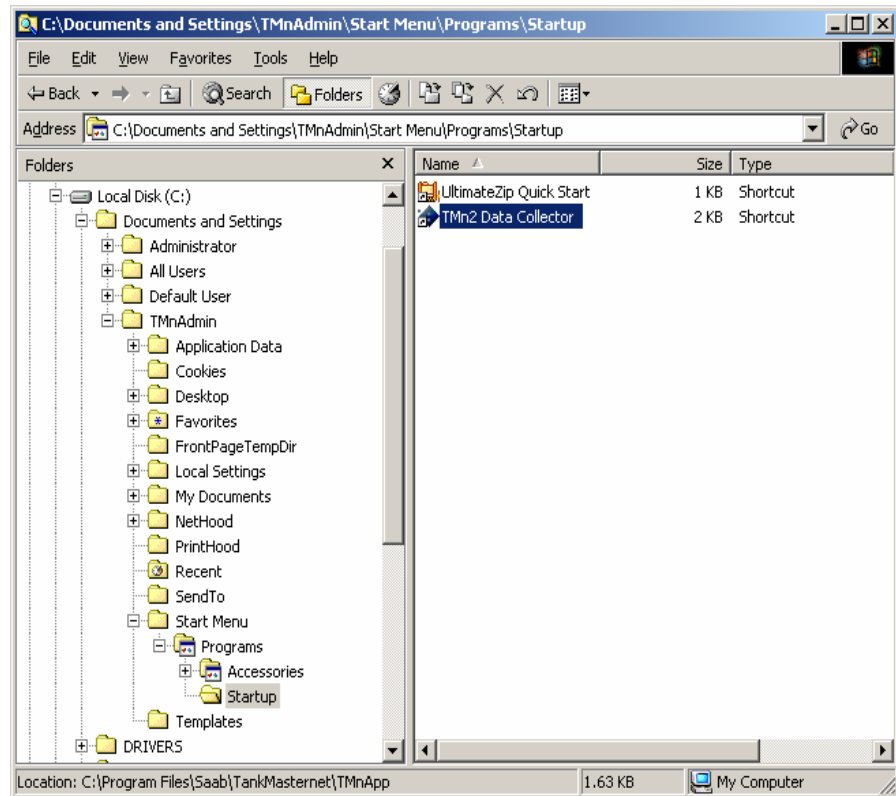 C:\Documents and Settings\TMnAdmin\Start Menu\Programs\Startup
File Edit View Favorites Tools Help
Back Search Folders
Address C:\Documents and Settings\TMnAdmin\Start Menu\Programs\Startup Go
Folders x Name Size Type
Local Disk (C:)
Documents and Settings
Administrator
All Users
Default User
TMnAdmin
Application Data
Cookies
Desktop
Favorites
FrontPageTempDir
Local Settings
My Documents
NetHood
PrintHood
Recent
SendTo
Start Menu
Programs
Accessories
Startup
Templates
DRIVERS
UltimateZip Quick Start 1 KB Shortcut
TMn2 Data Collector 2 KB Shortcut
Location: C:\Program Files\Saab\TankMasternet\TMnApp 1.63 KB My Computer